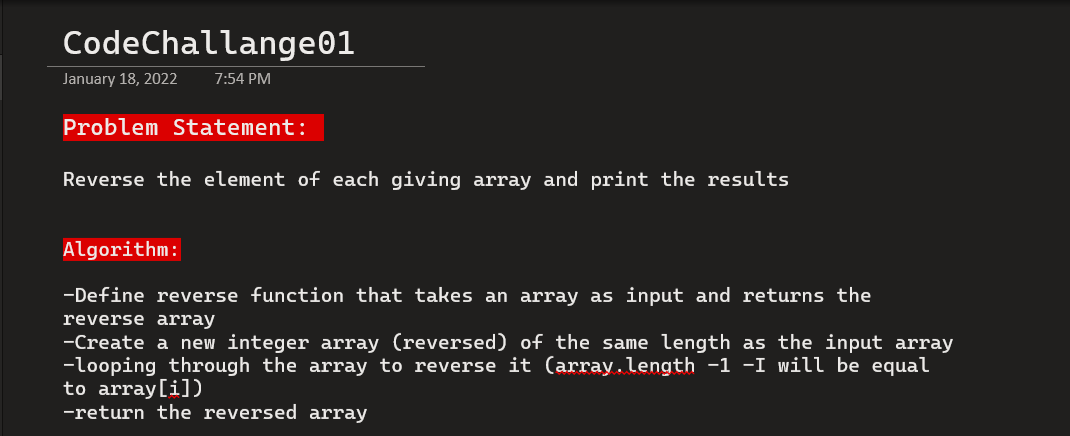 CodeChallange01
January 18, 2022 7:54 PM
Problem Statement:
Reverse the element of each giving array and print the results
Algorithm:
-Define reverse function that takes an array as input and returns the
reverse array
-Create a new integer array (reversed) of the same length as the input array
-looping through the array to reverse it (array.length -1 -I will be equal
to array[i])
-return the reversed array